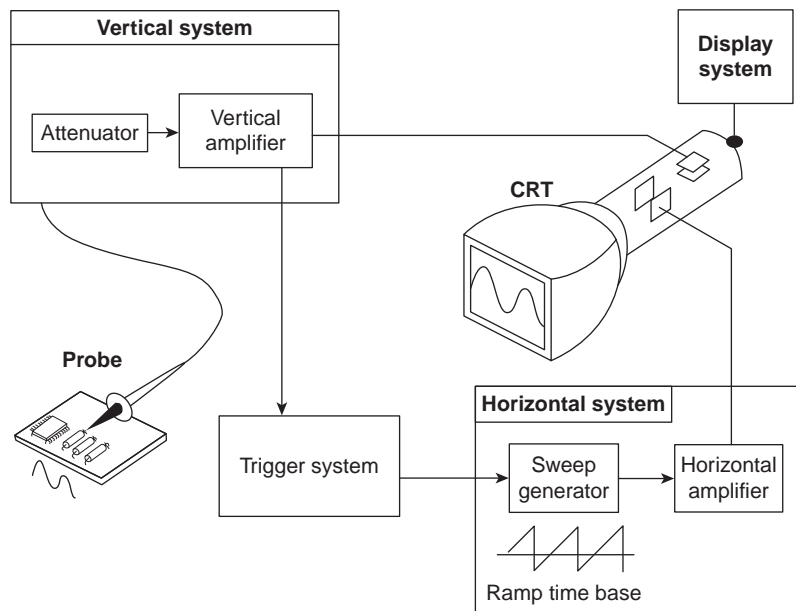 Vertical system
Attenuator
Vertical
amplifier
Display
system
CRT
Probe
Trigger system
Horizontal system
Sweep
generator
Horizontal
amplifier
Ramp time base